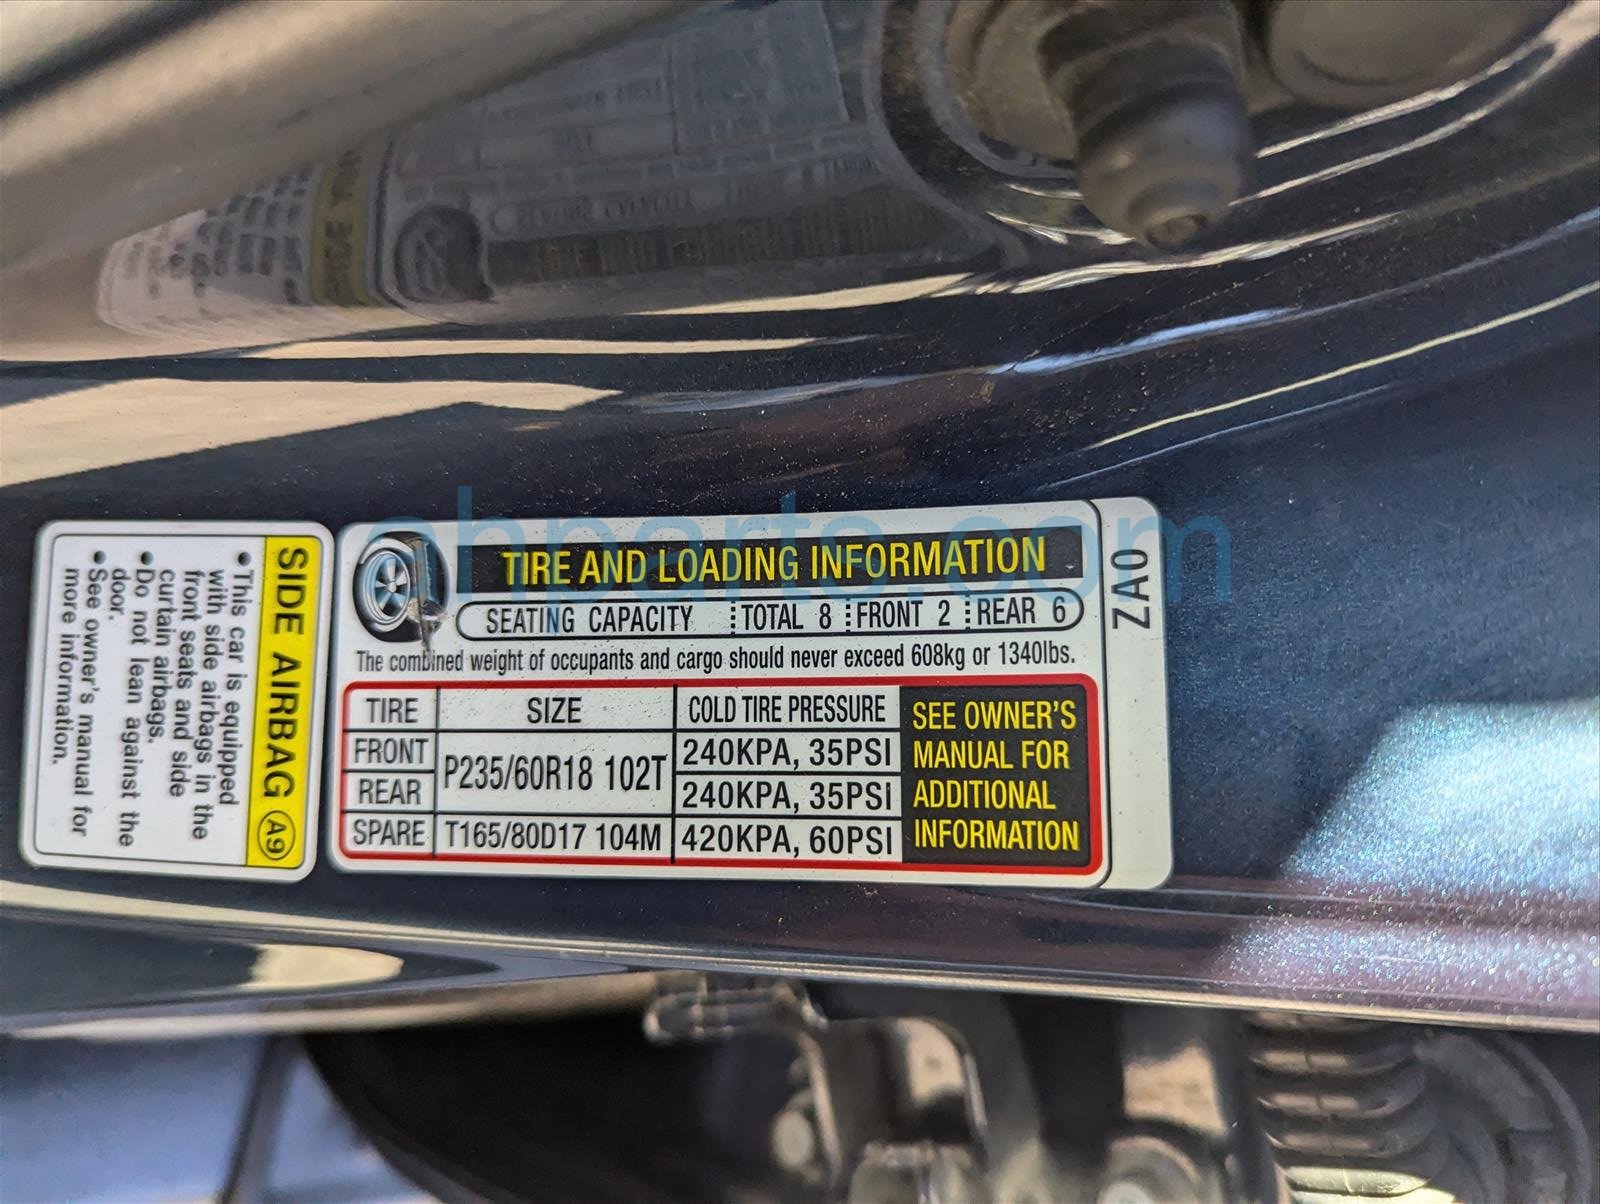 ahparts.com
TIRE AND LOADING INFORMATION
SEATING CAPACITY TOTAL 8 FRONT 2 REAR 6
The combined weight of occupants and cargo should never exceed 608kg or 1340lbs.
TIRE SIZE COLD TIRE PRESSURE
FRONT P235/60R18 102T 240KPA, 35PSI
REAR 240KPA, 35PSI
SPARE T165/80D17 104M 420KPA, 60PSI
SEE OWNER'S
MANUAL FOR
ADDITIONAL
INFORMATION
ZA0
SIDE AIRBAG A9
•This car is equipped
with side airbags in the
front seats and side
curtain airbags.
•Do not lean against the
door.
•See owner's manual for
more information.